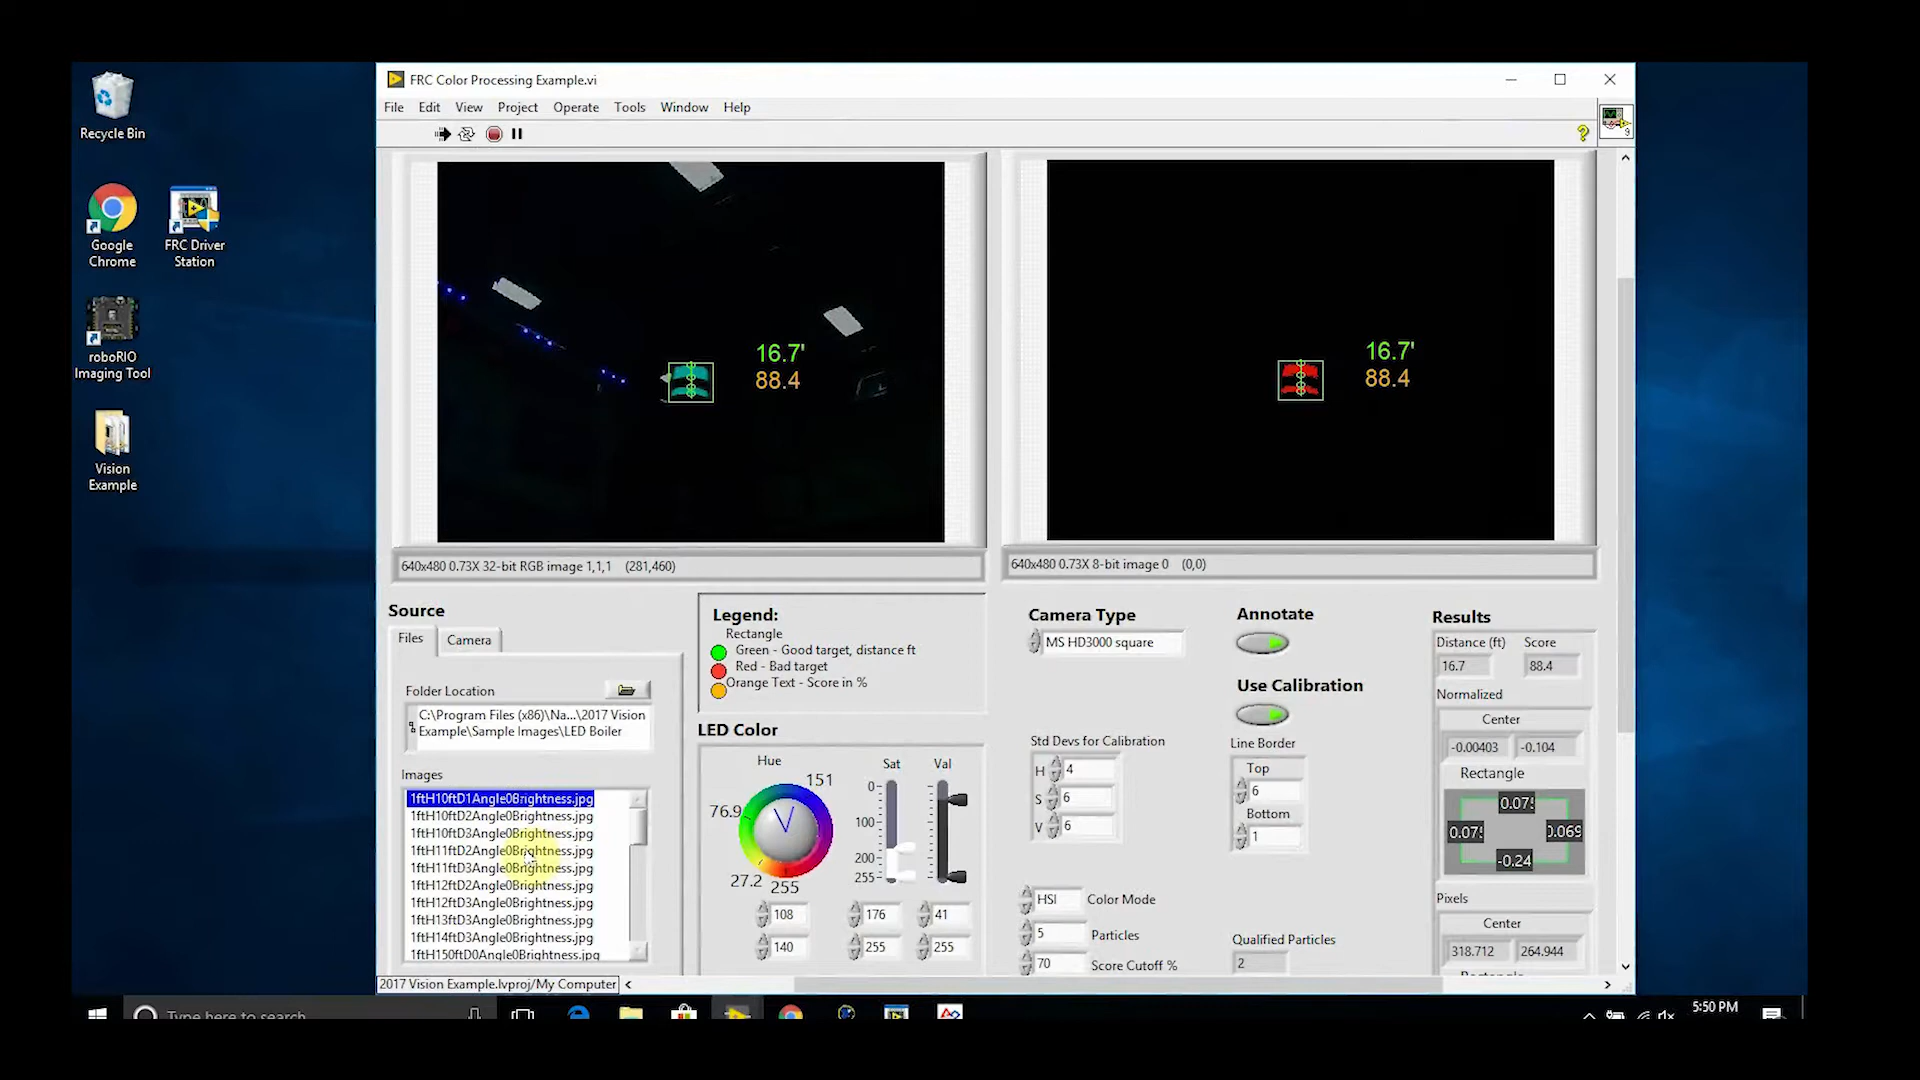 Recycle Bin
Google
Chrome
FRC Driver
Station
roboRIO
Imaging Tool
Vision
Example
FRC Color Processing Example.vi
File Edit View Project Operate Tools Window Help
9
16.7'
88.4
16.7'
88.4
640x480 0.73X 32-bit RGB image 1,1,1 (281,460)
640x480 0.73X 8-bit image 0 (0,0)
Source
Files Camera
Folder Location
C:\Program Files (x86)\Na...\2017 Vision
Example\Sample Images\LED Boiler
Images
1ftH10ftD1Angle0Brightness.jpg
1ftH10ftD2Angle0Brightness.jpg
1ftH10ftD3Angle0Brightness.jpg
1ftH11ftD2Angle0Brightness.jpg
1ftH11ftD3Angle0Brightness.jpg
1ftH12ftD2Angle0Brightness.jpg
1ftH12ftD3Angle0Brightness.jpg
1ftH13ftD3Angle0Brightness.jpg
1ftH14ftD3Angle0Brightness.jpg
1ftH150ftD0Angle0Brightness.jpg
Legend:
Rectangle
Green - Good target, distance ft
Red - Bad target
Orange Text - Score in %
LED Color
Hue Sat Val
151
76.9
27.2
255
0
100
200
255
108 176 41
140 255 255
Camera Type
MS HD3000 square
Annotate
Use Calibration
Std Devs for Calibration
H 4
S 6
V 6
Line Border
Top
6
Bottom
1
HSI Color Mode
5 Particles
70 Score Cutoff %
Qualified Particles
2
Results
Distance (ft) Score
16.7 88.4
Normalized
Center
-0.00403 -0.104
Rectangle
-0.24
Pixels
Center
318.712 264.944
2017 Vision Example.lvproj/My Computer
Type here to search
5:50 PM